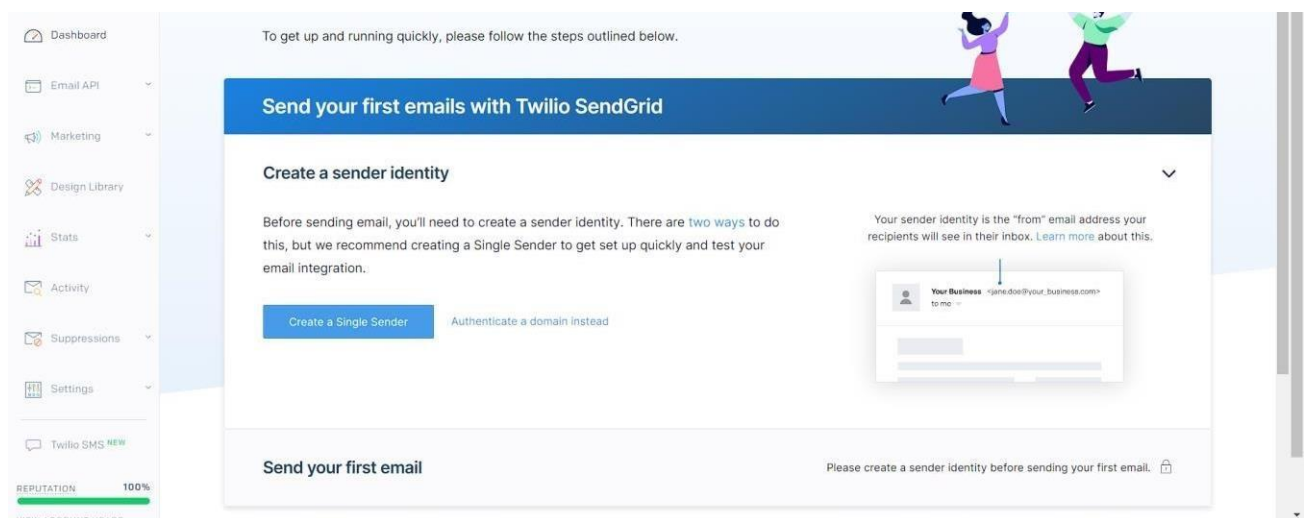 Dashboard
Email API
Marketing
Design Library
Stats
Activity
Suppressions
Settings
Twilio SMS NEW
REPUTATION 100%
To get up and running quickly, please follow the steps outlined below.
Send your first emails with Twilio SendGrid
Create a sender identity
Before sending email, you'll need to create a sender identity. There are two ways to do
this, but we recommend creating a Single Sender to get set up quickly and test your
email integration.
Create a Single Sender
Authenticate a domain instead
Your sender identity is the "from" email address your
recipients will see in their inbox. Learn more about this.
Your Business <jane.doe@your_business.com>
to me
Send your first email
Please create a sender identity before sending your first email.